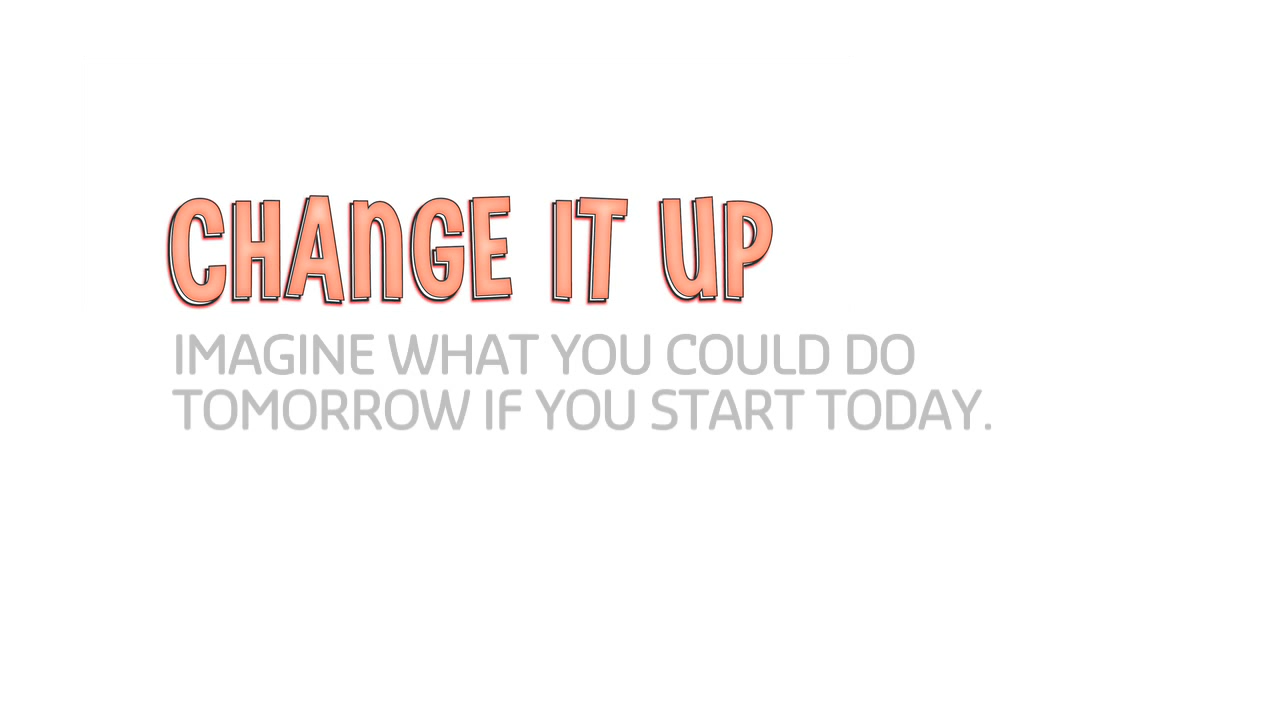 CHANGE IT UP
IMAGINE WHAT YOU COULD DO
TOMORROW IF YOU START TODAY.